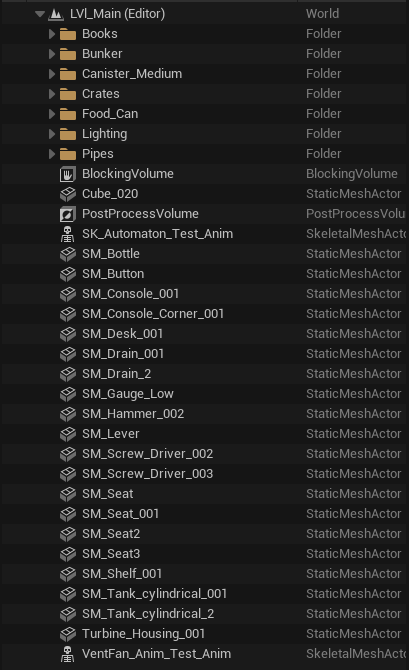 LVl_Main (Editor) World
Books Folder
Bunker Folder
Canister_Medium Folder
Crates Folder
Food_Can Folder
Lighting Folder
Pipes Folder
BlockingVolume BlockingVolume
Cube_020 StaticMeshActor
PostProcessVolume PostProcessVolu
SK_Automaton_Test_Anim SkeletalMeshActo
SM_Bottle StaticMeshActor
SM_Button StaticMeshActor
SM_Console_001 StaticMeshActor
SM_Console_Corner_001 StaticMeshActor
SM_Desk_001 StaticMeshActor
SM_Drain_001 StaticMeshActor
SM_Drain_2 StaticMeshActor
SM_Gauge_Low StaticMeshActor
SM_Hammer_002 StaticMeshActor
SM_Lever StaticMeshActor
SM_Screw_Driver_002 StaticMeshActor
SM_Screw_Driver_003 StaticMeshActor
SM_Seat StaticMeshActor
SM_Seat_001 StaticMeshActor
SM_Seat2 StaticMeshActor
SM_Seat3 StaticMeshActor
SM_Shelf_001 StaticMeshActor
SM_Tank_cylindrical_001 StaticMeshActor
SM_Tank_cylindrical_2 StaticMeshActor
Turbine_Housing_001 StaticMeshActor
VentFan_Anim_Test_Anim SkeletalMeshActo